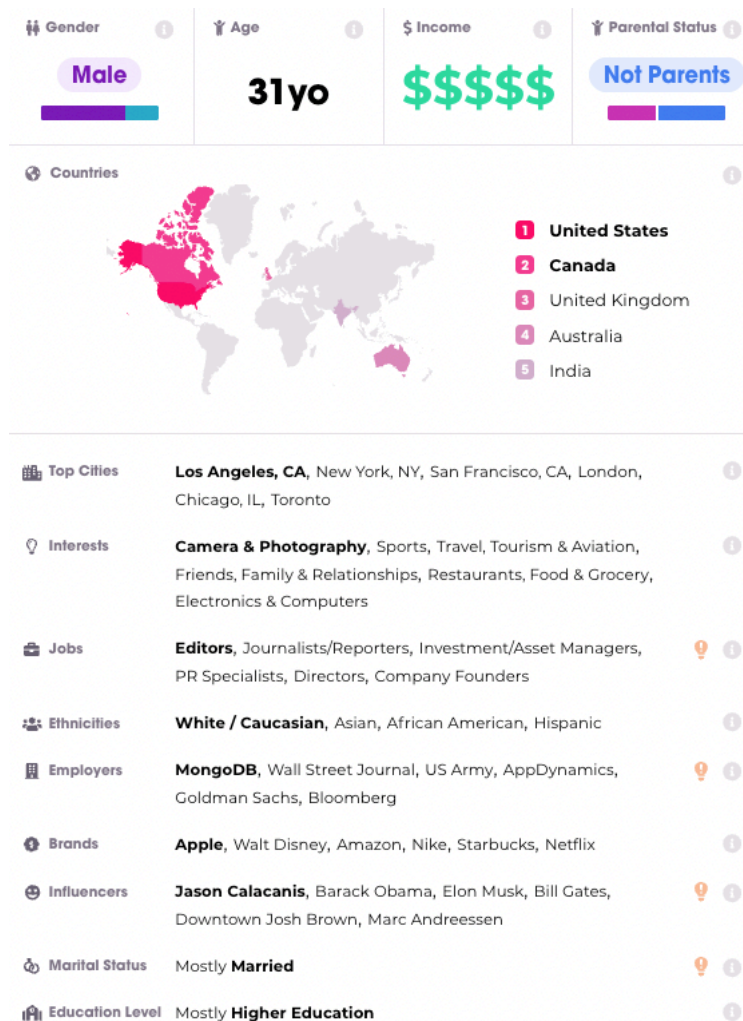 Gender
Age
$ Income
Parental Status
Male
31yo
$$$$$
Not Parents
Countries
1 United States
2 Canada
3 United Kingdom
4 Australia
5 India
Top Cities
Los Angeles, CA, New York, NY, San Francisco, CA, London,
Chicago, IL, Toronto
Interests
Camera & Photography, Sports, Travel, Tourism & Aviation,
Friends, Family & Relationships, Restaurants, Food & Grocery,
Electronics & Computers
Jobs
Editors, Journalists/Reporters, Investment/Asset Managers,
PR Specialists, Directors, Company Founders
Ethnicities
White / Caucasian, Asian, African American, Hispanic
Employers
MongoDB, Wall Street Journal, US Army, AppDynamics,
Goldman Sachs, Bloomberg
Brands
Apple, Walt Disney, Amazon, Nike, Starbucks, Netflix
Influencers
Jason Calacanis, Barack Obama, Elon Musk, Bill Gates,
Downtown Josh Brown, Marc Andreessen
Marital Status
Mostly Married
Education Level
Mostly Higher Education